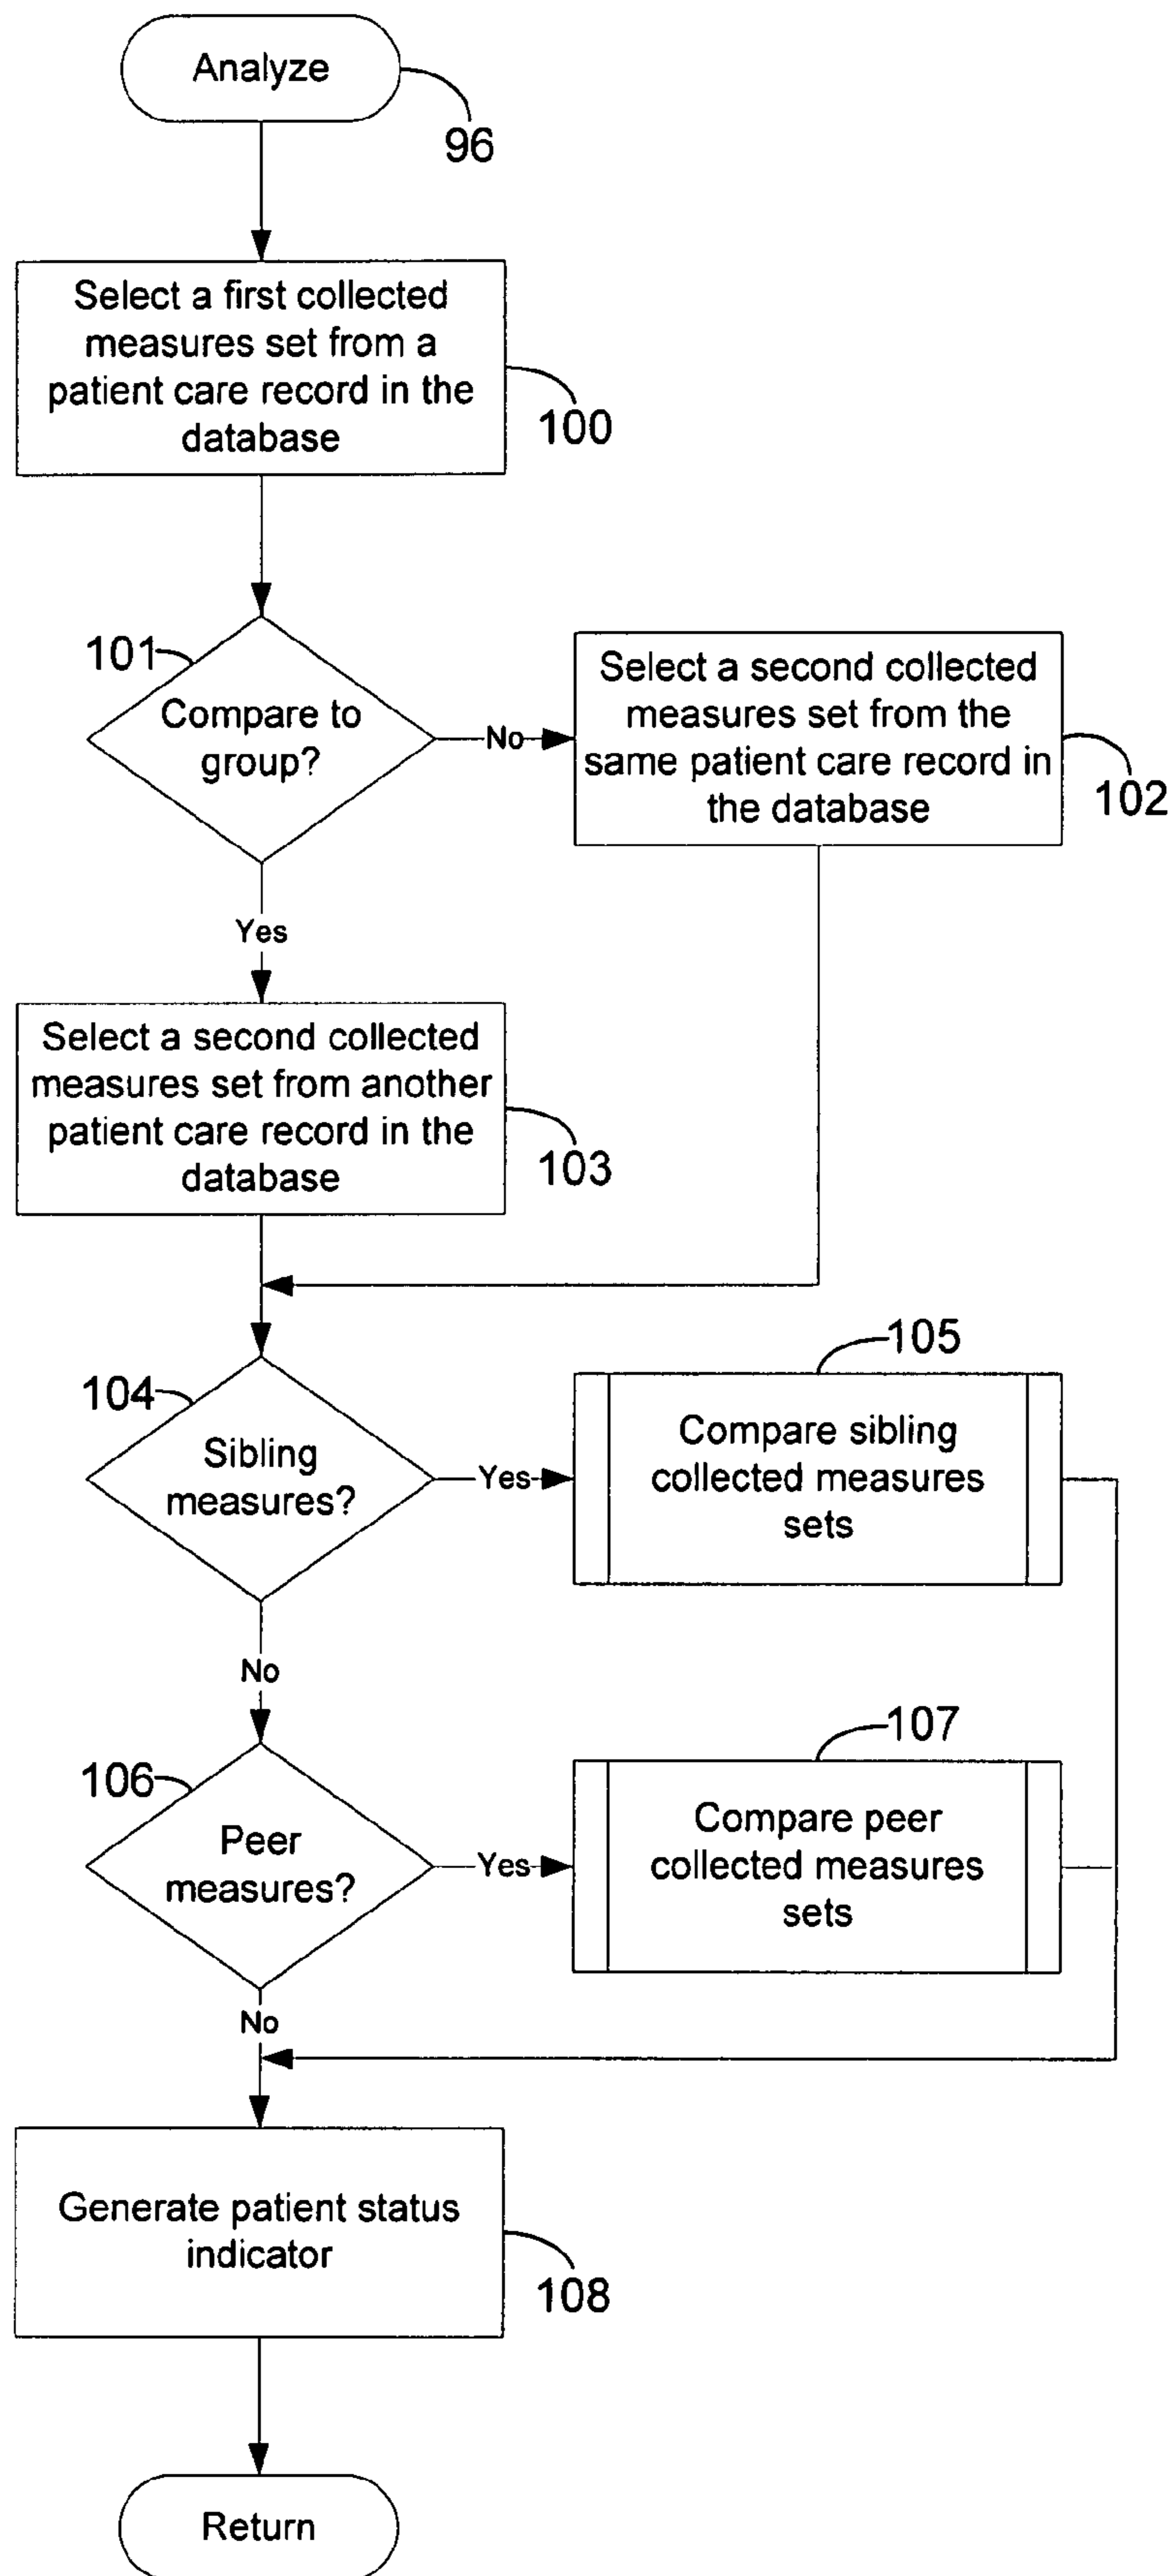 Analyze
96
Select a first collected
measures set from a
patient care record in the
database
100
101
Compare to
group?
No
Select a second collected
measures set from the
same patient care record in
the database
102
Yes
Select a second collected
measures set from another
patient care record in the
database
103
104
Sibling
measures?
Yes
105
Compare sibling
collected measures
sets
No
106
Peer
measures?
Yes
107
Compare peer
collected measures
sets
No
Generate patient status
indicator
108
Return